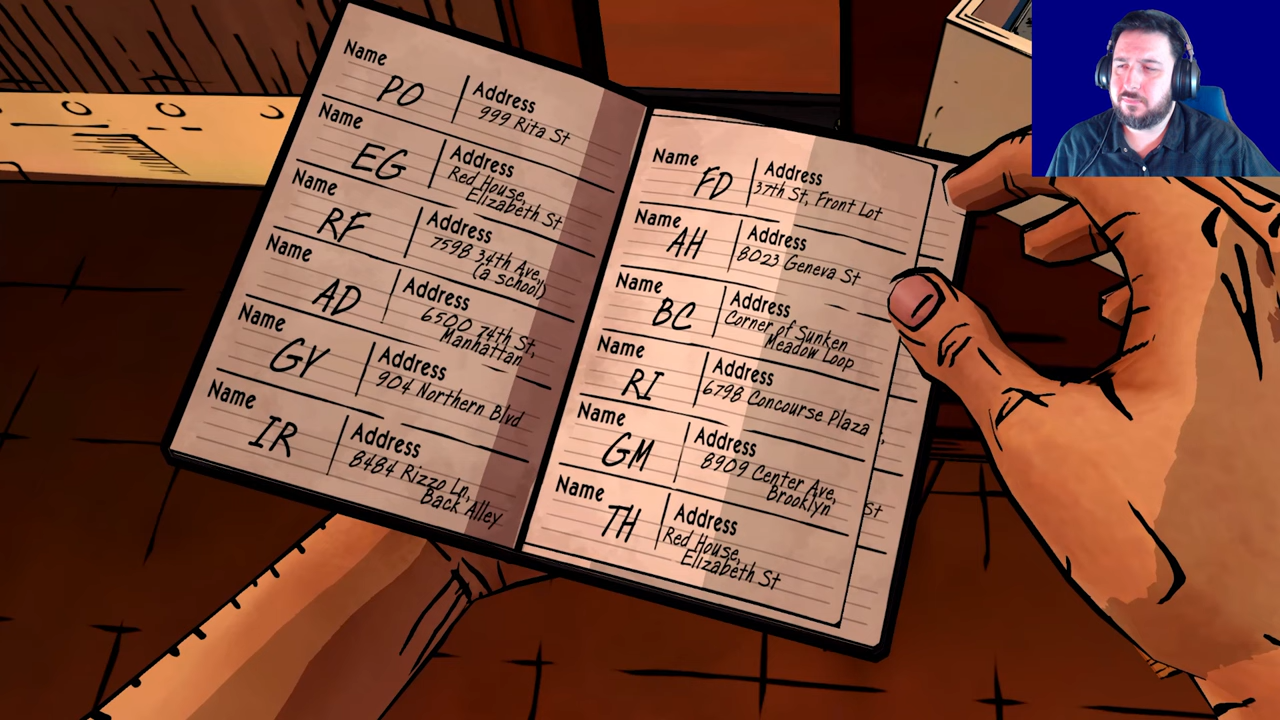 Name
PO
Address
999 Rita St
Name
EG
Address
Red House,
Elizabeth St
Name
RF
Address
7598 34th Ave,
(a school)
Name
AD
Address
6500 74th St,
Manhattan
Name
GY
Address
904 Northern Blvd
Name
IR
Address
8484 Rizzo Ln,
Back Alley
Name
FD
Address
37th St, Front Lot
Name
AH
Address
8023 Geneva St
Name
BC
Address
Corner of Sunken
Meadow Loop
Name
RI
Address
6798 Concourse Plaza
Name
GM
Address
8909 Center Ave,
Brooklyn
Name
TH
Address
Red House,
Elizabeth St
St